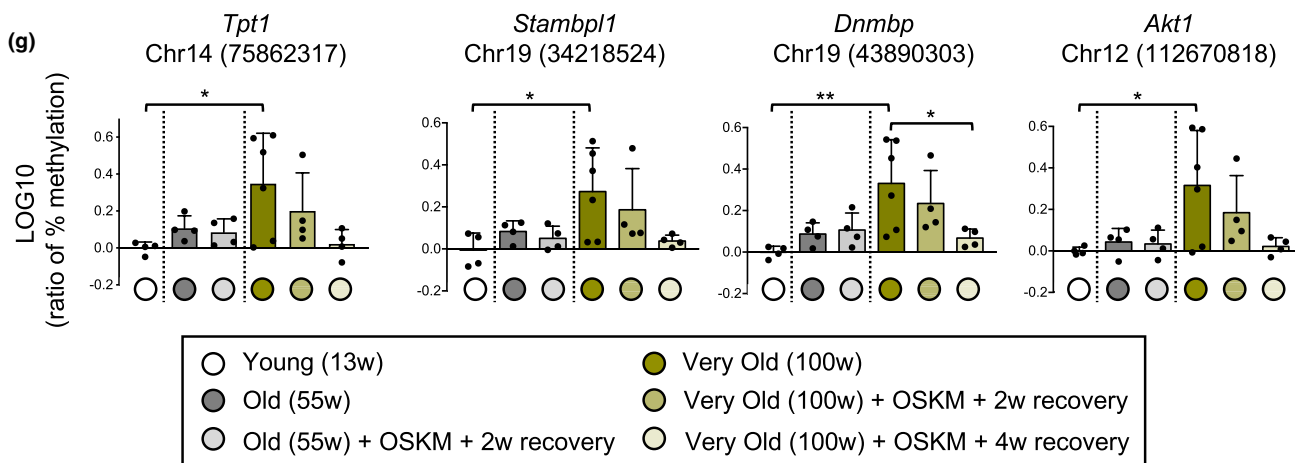 (g)
Tpt1
Chr14 (75862317)
Stambpl1
Chr19 (34218524)
Dnmbp
Chr19 (43890303)
Akt1
Chr12 (112670818)
LOG10
(ratio of % methylation)
*
0.6
0.4
0.2
0.0
-0.2
*
0.6
0.4
0.2
0.0
-0.2
**
*
0.6
0.4
0.2
0.0
-0.2
*
0.6
0.4
0.2
0.0
-0.2
Young (13w)
Old (55w)
Old (55w) + OSKM + 2w recovery
Very Old (100w)
Very Old (100w) + OSKM + 2w recovery
Very Old (100w) + OSKM + 4w recovery